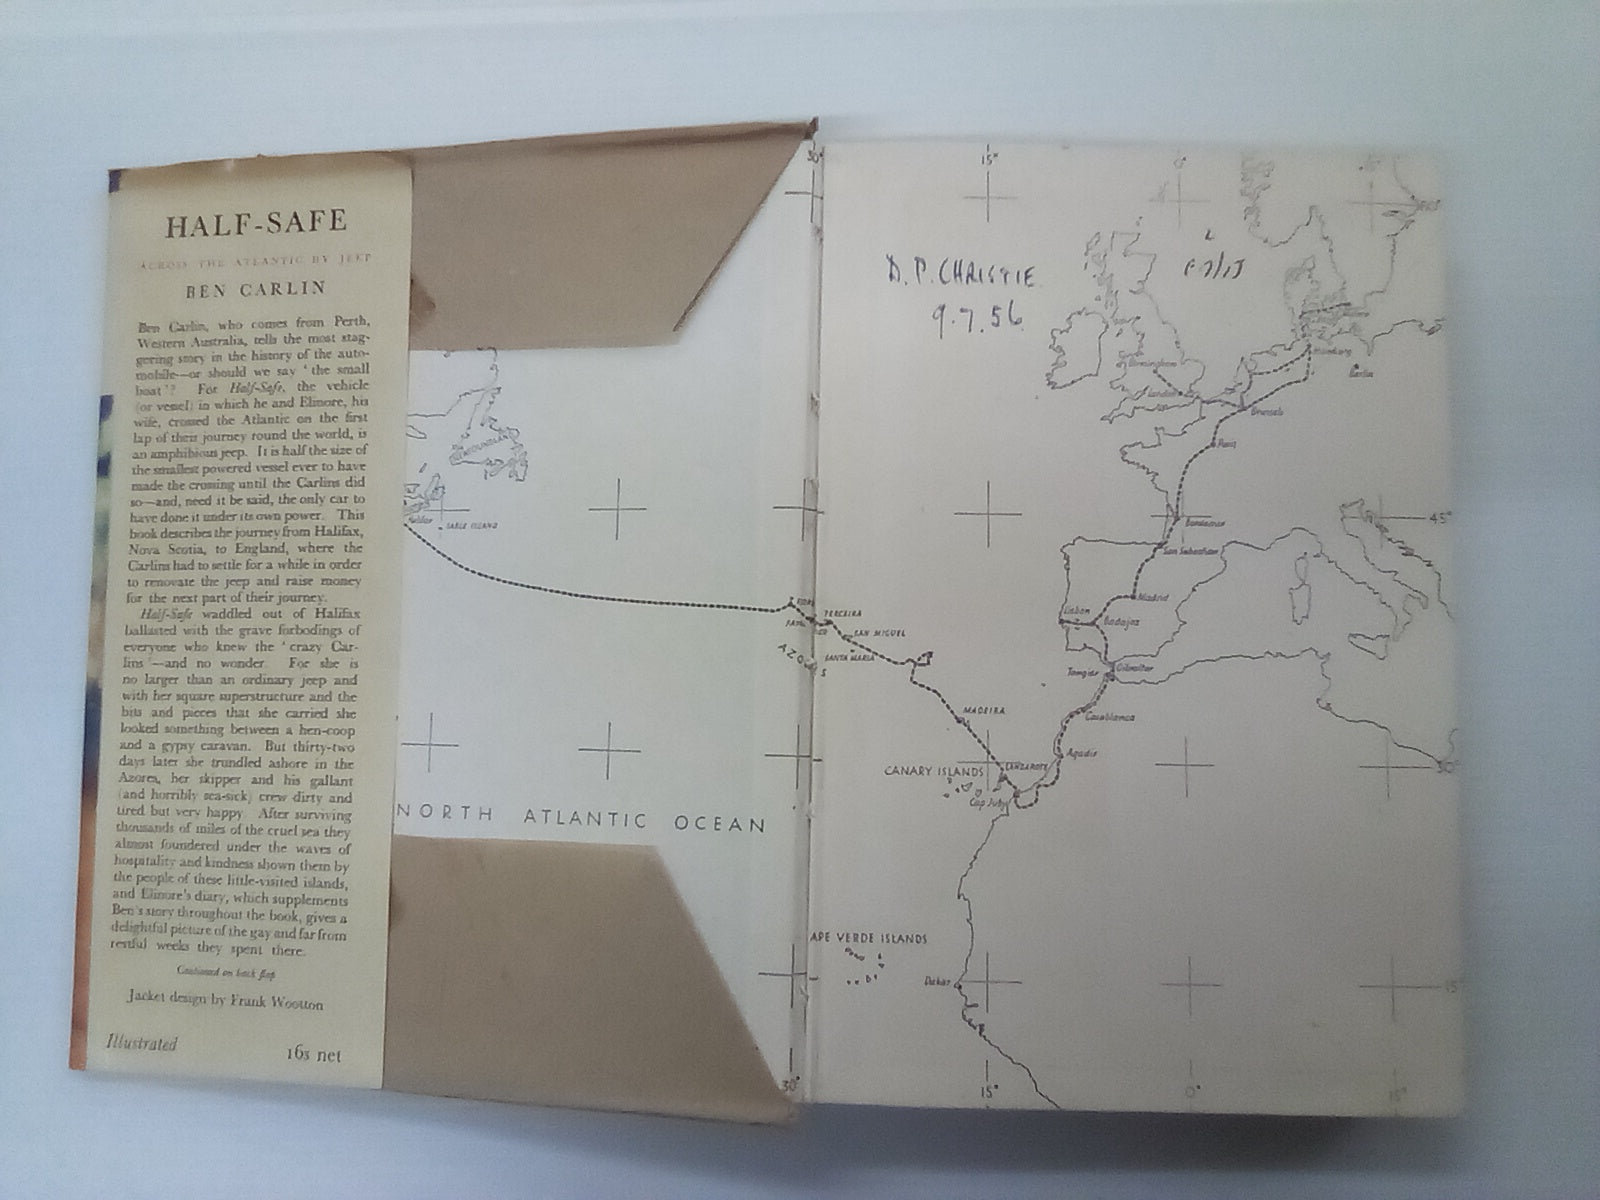 HALF-SAFE
ACROSS THE ATLANTIC BY JEEP
BEN CARLIN
Ben Carlin, who comes from Perth,
Western Australia, tells the most stag-
gering story in the history of the auto-
mobile—or should we say ‘the small
boat’? For Half-Safe, the vehicle
(or vessel) in which he and Elinore, his
wife, crossed the Atlantic on the first
lap of their journey round the world, is
an amphibious jeep. It is half the size of
the smallest powered vessel ever to have
made the crossing until the Carlins did
so—and, need it be said, the only car to
have done it under its own power. This
book describes the journey from Halifax,
Nova Scotia, to England, where the
Carlins had to settle for a while in order
to renovate the jeep and raise money
for the next part of their journey.
Half-Safe waddled out of Halifax
ballasted with the grave forbodings of
everyone who knew the ‘crazy Car-
lins’—and no wonder. For she is
no larger than an ordinary jeep and
with her square superstructure and the
bits and pieces that she carried she
looked something between a hen-coop
and a gypsy caravan. But thirty-two
days later she trundled ashore in the
Azores, her skipper and his gallant
(and horribly sea-sick) crew dirty and
tired but very happy. After surviving
thousands of miles of the cruel sea they
almost foundered under the waves of
hospitality and kindness shown them by
the people of these little-visited islands,
and Elinore's diary, which supplements
Ben's story throughout the book, gives a
delightful picture of the gay and far from
restful weeks they spent there.
Continued on back flap
Jacket design by Frank Wootton
Illustrated
16s net
NEWFOUNDLAND
Halifax
SABLE ISLAND
NORTH ATLANTIC OCEAN
30°
30°
15°
0°
D. P. CHRISTIE
9.7.56
Birmingham
London
Hamburg
Berlin
Brussels
Paris
45°
Bordeaux
San Sebastian
Madrid
Lisbon
Badajoz
FLORES
TERCEIRA
SAN MIGUEL
SANTA MARIA
AZORES
Gibraltar
Tangier
MADEIRA
Casablanca
Agadir
30°
LANZAROTE
CANARY ISLANDS
Cap Juby
APE VERDE ISLANDS
Dakar
15°
15°
0°
15°